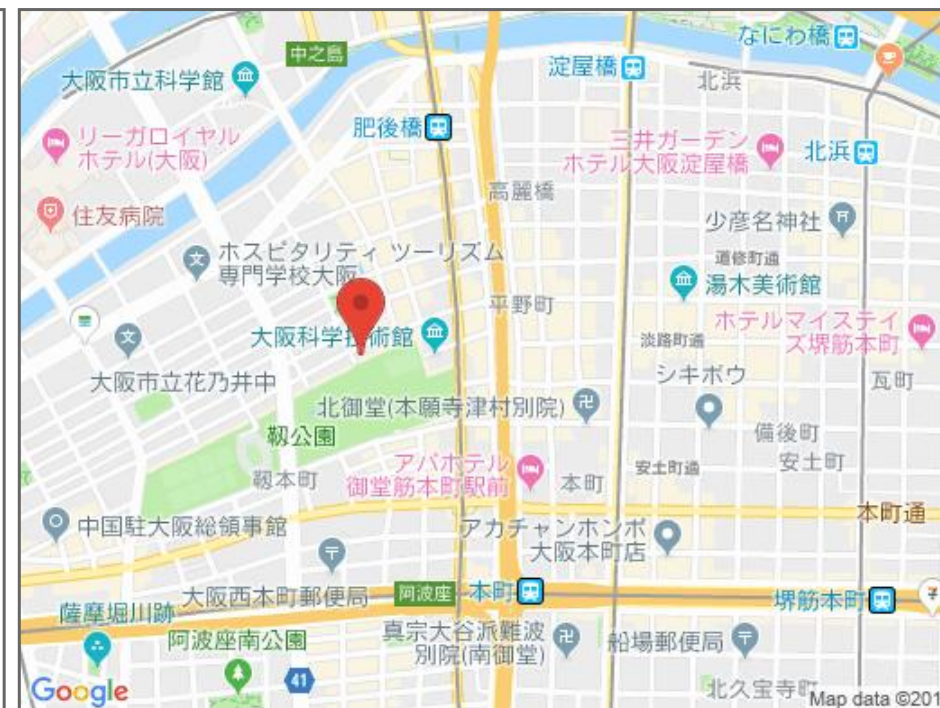 なにわ橋
中之島
淀屋橋
大阪市立科学館
北浜
リーガロイヤル
ホテル(大阪)
肥後橋
三井ガーデン
ホテル大阪淀屋橋
北浜
高麗橋
住友病院
少彦名神社
ホスピタリティ ツーリズム
専門学校大阪
道修町通
湯木美術館
平野町
大阪科学技術館
淡路町通
ホテルマイステイ
ズ堺筋本町
大阪市立花乃井中
シキボウ
瓦町
北御堂(本願寺津村別院)
靱公園
備後町
アパホテル
御堂筋本町駅前
安土町通
安土町
靱本町
本町
中国駐大阪総領事館
アカチャンホンポ
大阪本町店
本町通
大阪西本町郵便局
阿波座
本町
堺筋本町
薩摩堀川跡
阿波座南公園
真宗大谷派難波
別院(南御堂)
船場郵便局
41
Google
北久宝寺町
Map data ©201